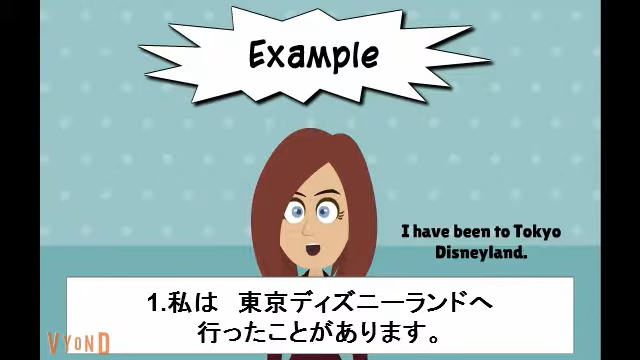 Example
I have been to Tokyo
Disneyland.
1.私は　東京ディズニーランドへ
行ったことがあります。
VYOND